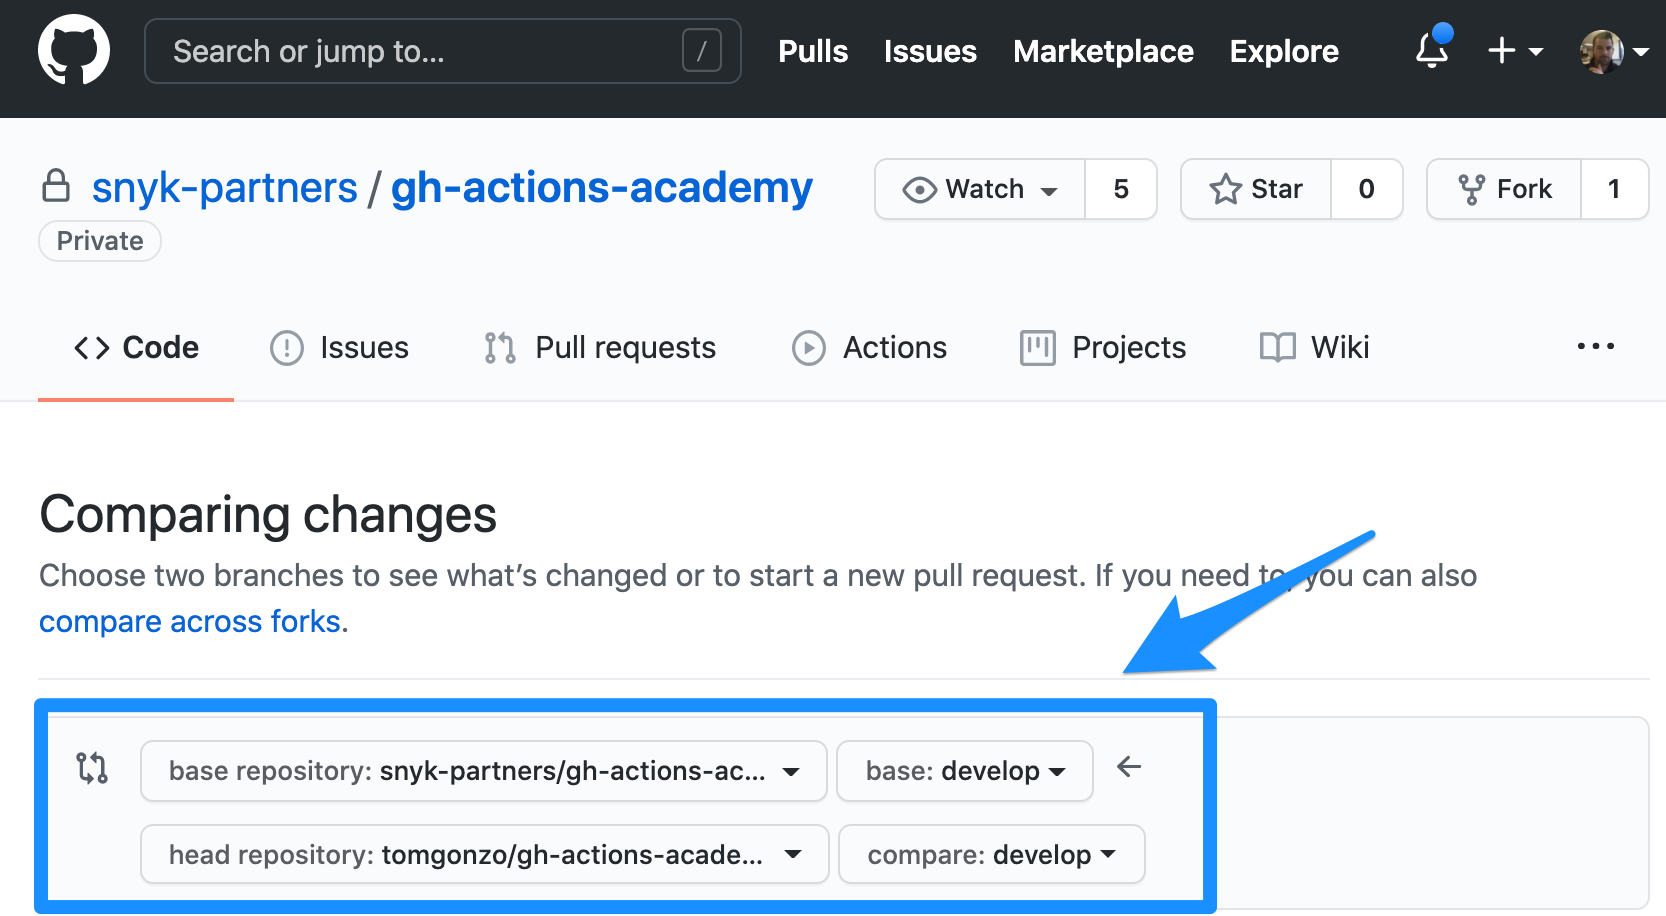 Search or jump to... / Pulls Issues Marketplace Explore
snyk-partners / gh-actions-academy Watch 5 Star 0 Fork 1
Private
Code Issues Pull requests Actions Projects Wiki ...
Comparing changes
Choose two branches to see what’s changed or to start a new pull request. If you need to, you can also
compare across forks.
base repository: snyk-partners/gh-actions-ac... base: develop
head repository: tomgonzo/gh-actions-acade... compare: develop